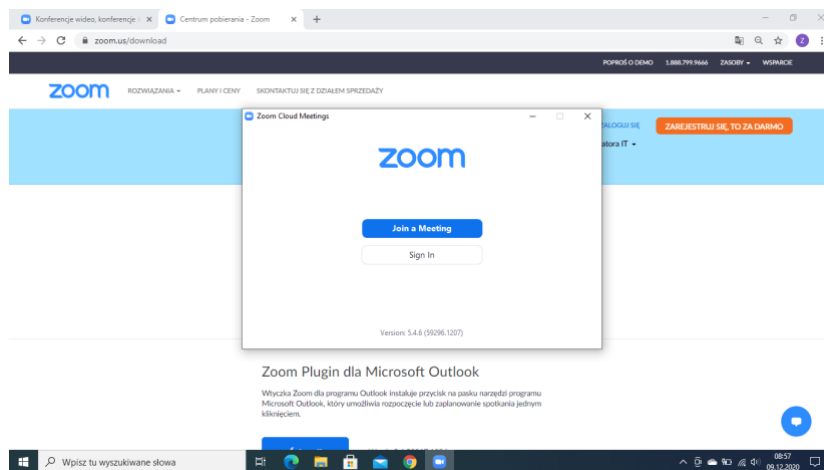 Konferencje wideo, konferencje
Centrum pobierania - Zoom
zoom.us/download
Z
POPROŚ O DEMO 1.888.799.9666 ZASOBY WSPARCIE
zoom ROZWIĄZANIA PLANY I CENY SKONTAKTUJ SIĘ Z DZIAŁEM SPRZEDAŻY
Zoom Cloud Meetings
ZALOGUJ SIĘ ZAREJESTRUJ SIĘ, TO ZA DARMO
atora IT
zoom
Join a Meeting
Sign In
Version: 5.4.6 (59296.1207)
Zoom Plugin dla Microsoft Outlook
Wtyczka Zoom dla programu Outlook instaluje przycisk na pasku narzędzi programu
Microsoft Outlook, który umożliwia rozpoczęcie lub zaplanowanie spotkania jednym
kliknięciem.
Wpisz tu wyszukiwane słowa
08:57
09.12.2020